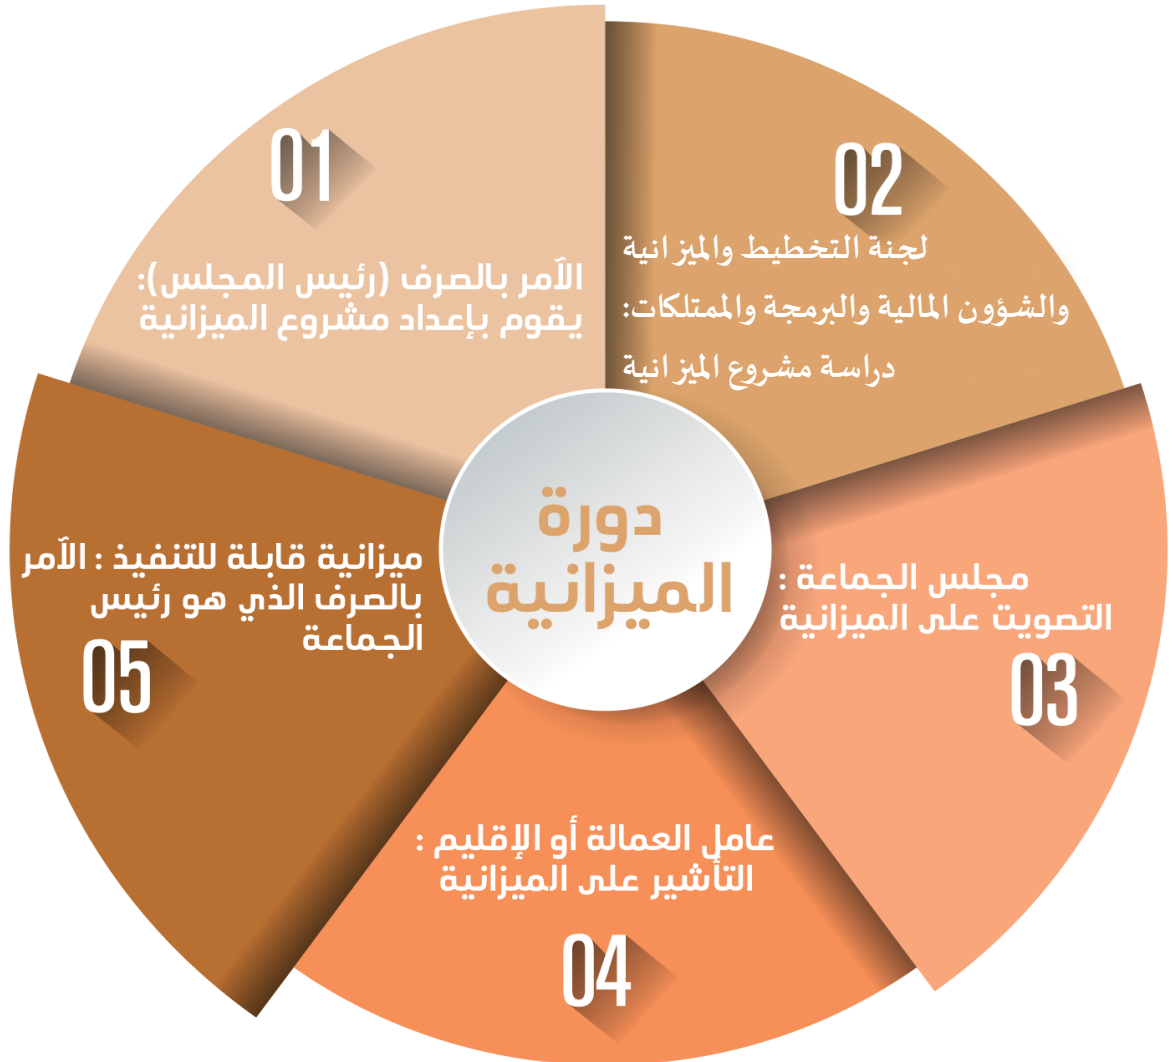 دورة
الميزانية
01
الآمر بالصرف (رئيس المجلس):
يقوم بإعداد مشروع الميزانية
02
لجنة التخطيط والميزانية
والشؤون المالية والبرمجة والممتلكات:
دراسة مشروع الميزانية
مجلس الجماعة :
التصويت على الميزانية
03
عامل العمالة أو الإقليم :
التأشير على الميزانية
04
ميزانية قابلة للتنفيذ : الآمر
بالصرف الذي هو رئيس
الجماعة
05